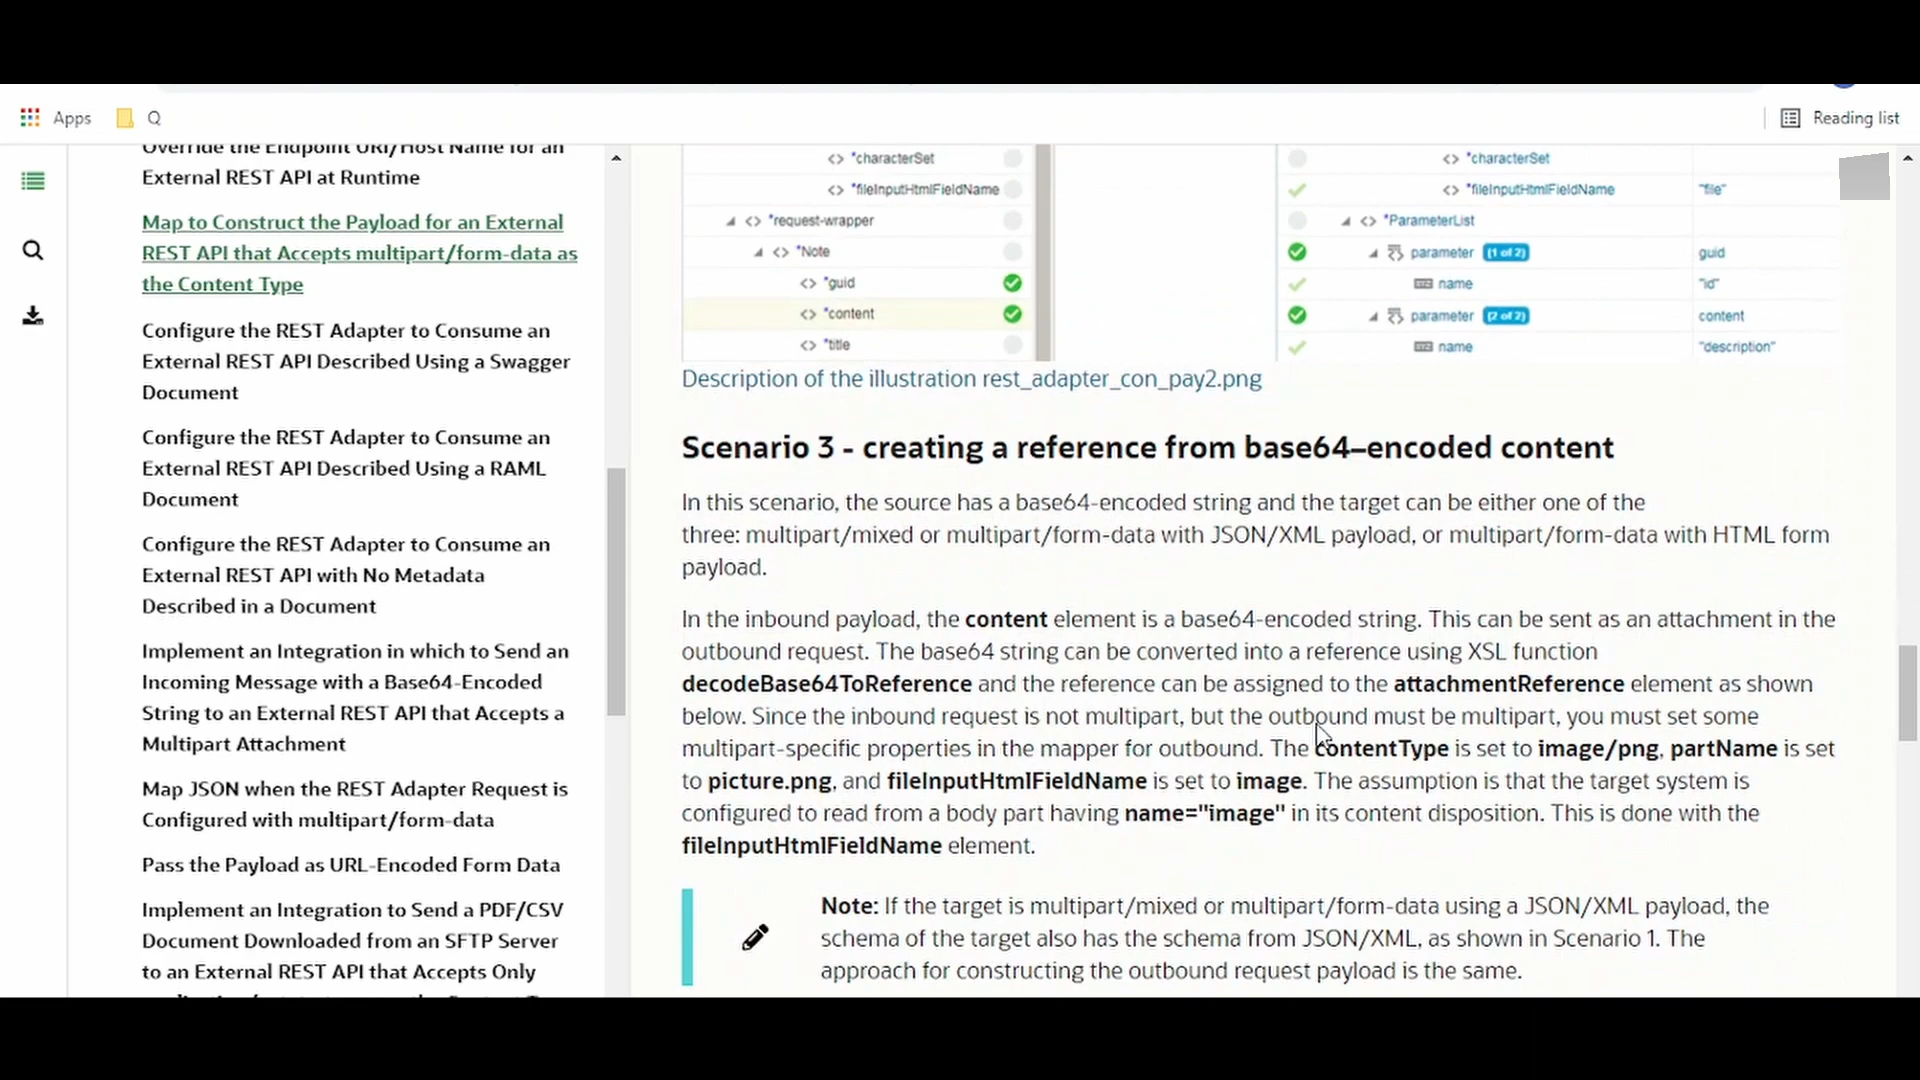 Apps Q Reading list
Override the Endpoint URI/Host Name for an
External REST API at Runtime
Map to Construct the Payload for an External
REST API that Accepts multipart/form-data as
the Content Type
Configure the REST Adapter to Consume an
External REST API Described Using a Swagger
Document
Configure the REST Adapter to Consume an
External REST API Described Using a RAML
Document
Configure the REST Adapter to Consume an
External REST API with No Metadata
Described in a Document
Implement an Integration in which to Send an
Incoming Message with a Base64-Encoded
String to an External REST API that Accepts a
Multipart Attachment
Map JSON when the REST Adapter Request is
Configured with multipart/form-data
Pass the Payload as URL-Encoded Form Data
Implement an Integration to Send a PDF/CSV
Document Downloaded from an SFTP Server
to an External REST API that Accepts Only
<> *characterSet
<> *fileInputHtmlFieldName
<> *request-wrapper
<> *Note
<> *guid
<> *content
<> *title
<> *characterSet
<> *fileInputHtmlFieldName "file"
<> *ParameterList
parameter (1 of 2) guid
name "id"
parameter (2 of 2) content
name "description"
Description of the illustration rest_adapter_con_pay2.png
Scenario 3 - creating a reference from base64–encoded content
In this scenario, the source has a base64-encoded string and the target can be either one of the
three: multipart/mixed or multipart/form-data with JSON/XML payload, or multipart/form-data with HTML form
payload.
In the inbound payload, the content element is a base64-encoded string. This can be sent as an attachment in the
outbound request. The base64 string can be converted into a reference using XSL function
decodeBase64ToReference and the reference can be assigned to the attachmentReference element as shown
below. Since the inbound request is not multipart, but the outbound must be multipart, you must set some
multipart-specific properties in the mapper for outbound. The contentType is set to image/png, partName is set
to picture.png, and fileInputHtmlFieldName is set to image. The assumption is that the target system is
configured to read from a body part having name="image" in its content disposition. This is done with the
fileInputHtmlFieldName element.
Note: If the target is multipart/mixed or multipart/form-data using a JSON/XML payload, the
schema of the target also has the schema from JSON/XML, as shown in Scenario 1. The
approach for constructing the outbound request payload is the same.